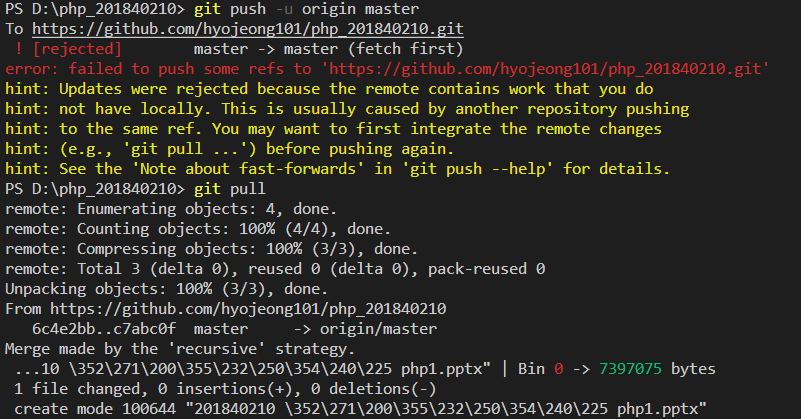 PS D:\php_201840210> git push -u origin master
To https://github.com/hyojeong101/php_201840210.git
 ! [rejected]        master -> master (fetch first)
error: failed to push some refs to 'https://github.com/hyojeong101/php_201840210.git'
hint: Updates were rejected because the remote contains work that you do
hint: not have locally. This is usually caused by another repository pushing
hint: to the same ref. You may want to first integrate the remote changes
hint: (e.g., 'git pull ...') before pushing again.
hint: See the 'Note about fast-forwards' in 'git push --help' for details.
PS D:\php_201840210> git pull
remote: Enumerating objects: 4, done.
remote: Counting objects: 100% (4/4), done.
remote: Compressing objects: 100% (3/3), done.
remote: Total 3 (delta 0), reused 0 (delta 0), pack-reused 0
Unpacking objects: 100% (3/3), done.
From https://github.com/hyojeong101/php_201840210
   6c4e2bb..c7abc0f  master     -> origin/master
Merge made by the 'recursive' strategy.
 ...10 \352\271\200\355\232\250\354\240\225 php1.pptx" | Bin 0 -> 7397075 bytes
 1 file changed, 0 insertions(+), 0 deletions(-)
 create mode 100644 "201840210 \352\271\200\355\232\250\354\240\225 php1.pptx"